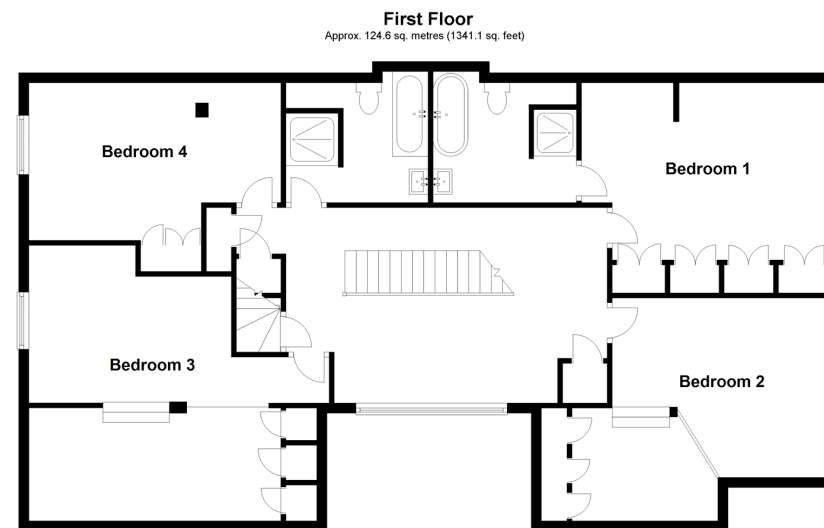 First Floor
Approx. 124.6 sq. metres (1341.1 sq. feet)
Bedroom 4
Bedroom 1
Bedroom 3
Bedroom 2